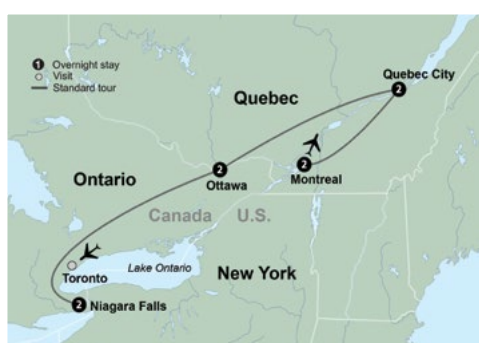 1 Overnight stay
Visit
Standard tour
Quebec City
2
Quebec
2
Montreal
2
Ottawa
Ontario
Canada U.S.
Toronto
Lake Ontario
New York
2 Niagara Falls